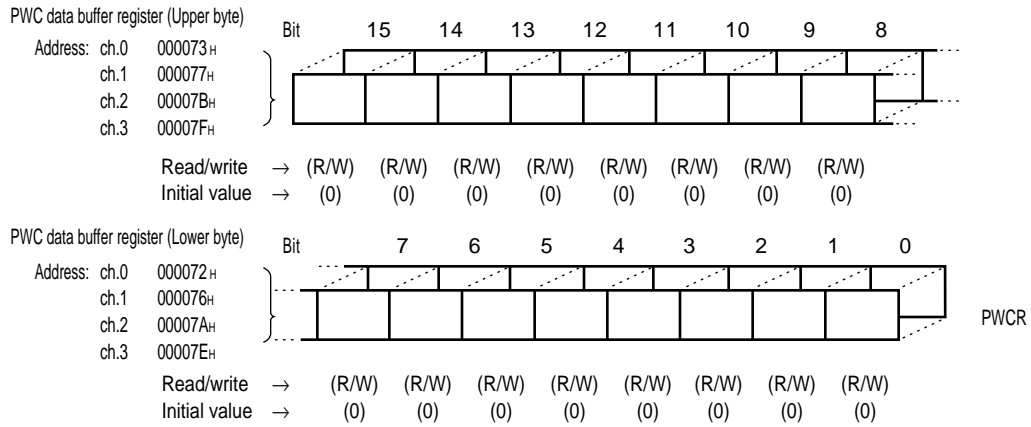 PWC data buffer register (Upper byte)
Bit 15 14 13 12 11 10 9 8
Address: ch.0 000073H
ch.1 000077H
ch.2 00007BH
ch.3 00007FH
Read/write → (R/W) (R/W) (R/W) (R/W) (R/W) (R/W) (R/W) (R/W)
Initial value → (0) (0) (0) (0) (0) (0) (0) (0)
PWC data buffer register (Lower byte)
Bit 7 6 5 4 3 2 1 0
Address: ch.0 000072H
ch.1 000076H
ch.2 00007AH
PWCR
ch.3 00007EH
Read/write → (R/W) (R/W) (R/W) (R/W) (R/W) (R/W) (R/W) (R/W)
Initial value → (0) (0) (0) (0) (0) (0) (0) (0)